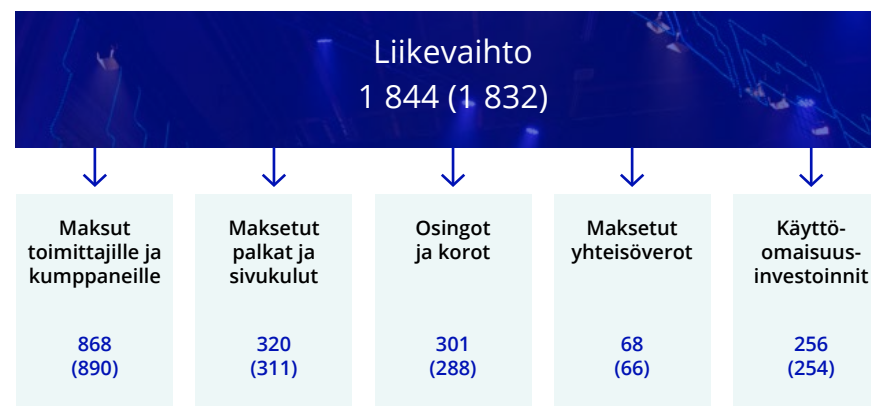 Liikevaihto
1 844 (1 832)
Maksut
toimittajille ja
kumppaneille
868
(890)
Maksetut
palkat ja
sivukulut
320
(311)
Osingot
ja korot
301
(288)
Maksetut
yhteisöverot
68
(66)
Käyttö-
omaisuus-
investoinnit
256
(254)